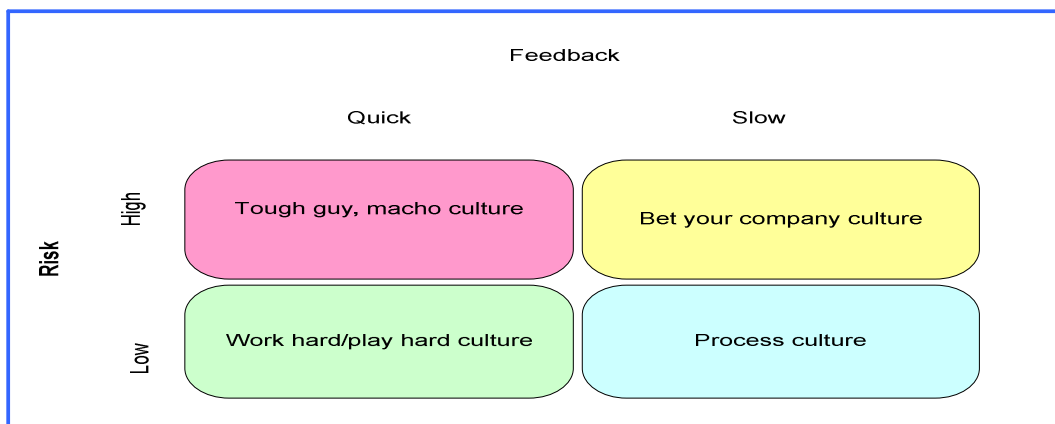 Feedback
Quick
Slow
High
Tough guy, macho culture
Bet your company culture
Risk
Low
Work hard/play hard culture
Process culture